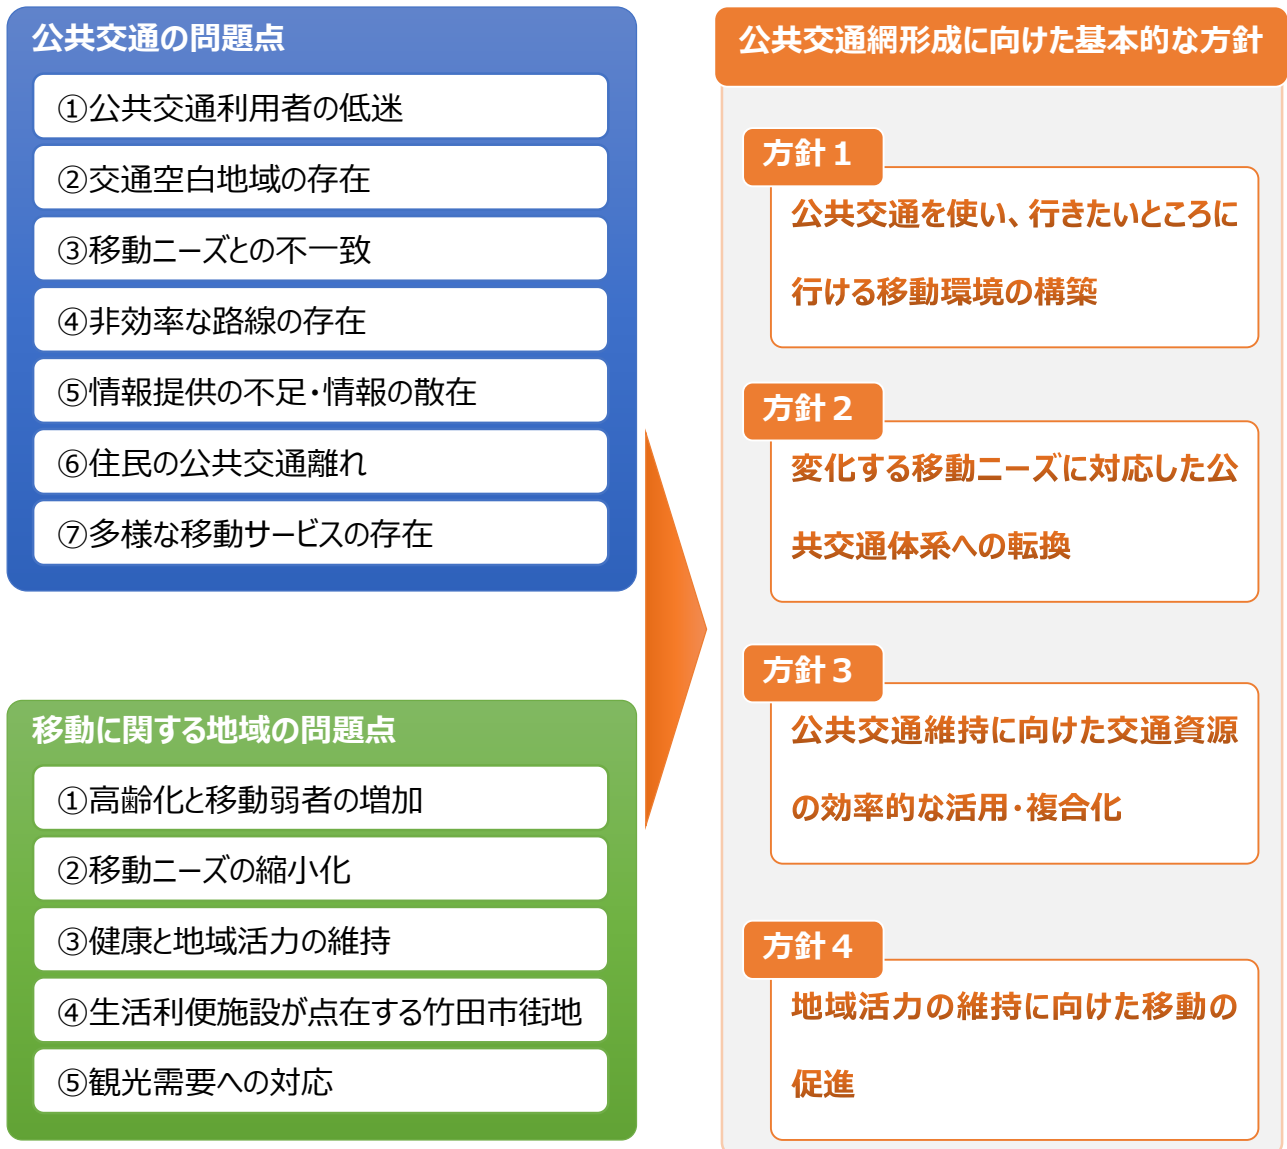 公共交通の問題点
①公共交通利用者の低迷
②交通空白地域の存在
③移動ニーズとの不一致
④非効率な路線の存在
⑤情報提供の不足・情報の散在
⑥住民の公共交通離れ
⑦多様な移動サービスの存在
移動に関する地域の問題点
①高齢化と移動弱者の増加
②移動ニーズの縮小化
③健康と地域活力の維持
④生活利便施設が点在する竹田市街地
⑤観光需要への対応
公共交通網形成に向けた基本的な方針
方針１
公共交通を使い、行きたいところに
行ける移動環境の構築
方針２
変化する移動ニーズに対応した公
共交通体系への転換
方針３
公共交通維持に向けた交通資源
の効率的な活用・複合化
方針４
地域活力の維持に向けた移動の
促進